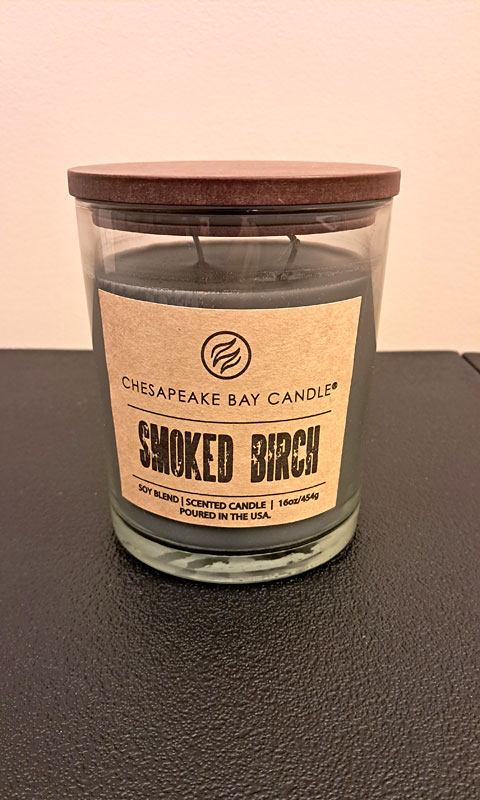 CHESAPEAKE BAY CANDLE®
SMOKED BIRCH
SOY BLEND | SCENTED CANDLE | 16oz/454g
POURED IN THE USA.